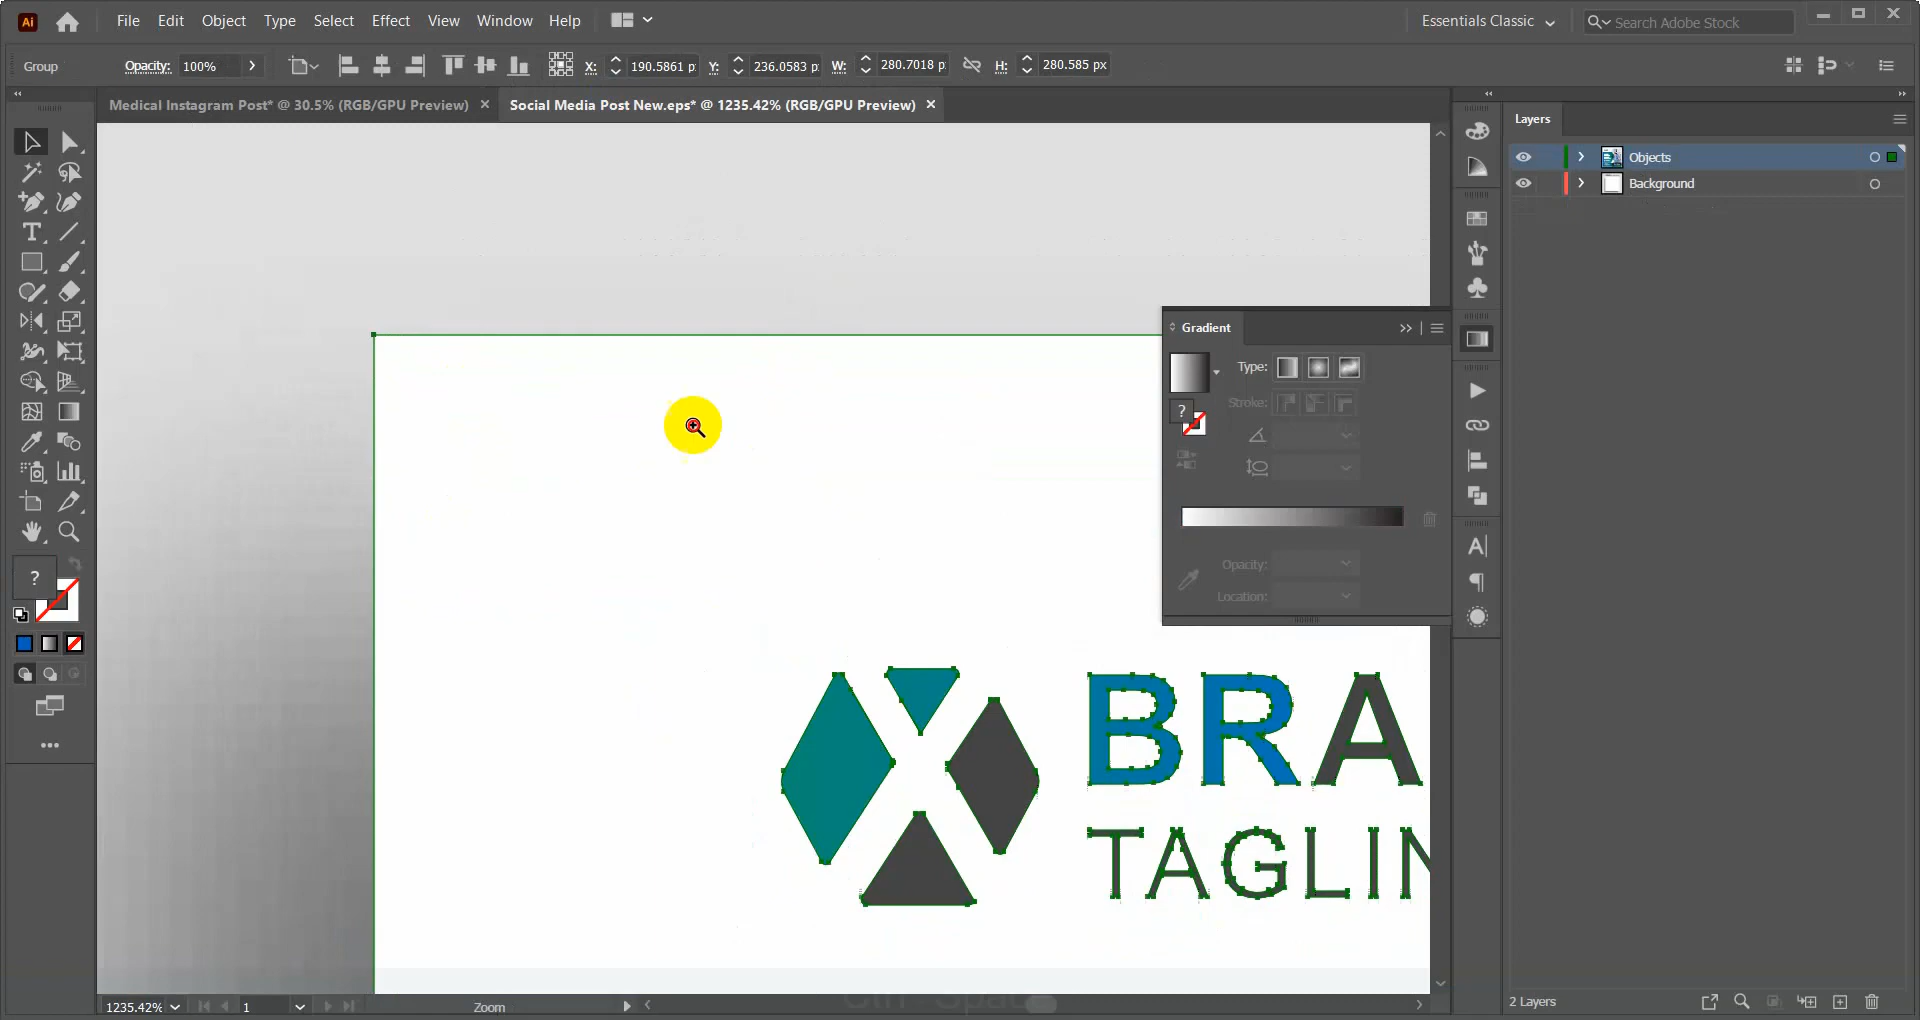 Ai File Edit Object Type Select Effect View Window Help Essentials Classic Search Adobe Stock
Group Opacity: 100% X: 190.5861 p Y: 236.0583 p W: 280.7018 p H: 280.585 px
Medical Instagram Post* @ 30.5% (RGB/GPU Preview) × Social Media Post New.eps* @ 1235.42% (RGB/GPU Preview) ×
Layers
Objects
Background
Gradient
Type:
Stroke:
?
Opacity:
Location:
?
BRA
TAGLIN
1235.42% 1 Zoom
2 Layers